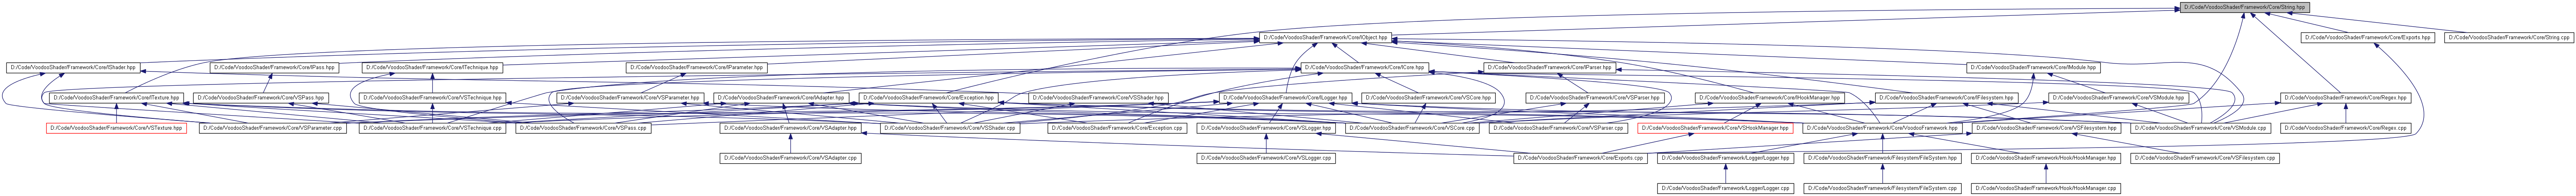 D:/Code/VoodooShader/Framework/Core/String.hpp
D:/Code/VoodooShader/Framework/Core/IObject.hpp
D:/Code/VoodooShader/Framework/Core/Exports.hpp
D:/Code/VoodooShader/Framework/Core/String.cpp
D:/Code/VoodooShader/Framework/Core/IShader.hpp
D:/Code/VoodooShader/Framework/Core/IPass.hpp
D:/Code/VoodooShader/Framework/Core/ITechnique.hpp
D:/Code/VoodooShader/Framework/Core/IParameter.hpp
D:/Code/VoodooShader/Framework/Core/ICore.hpp
D:/Code/VoodooShader/Framework/Core/IParser.hpp
D:/Code/VoodooShader/Framework/Core/IModule.hpp
D:/Code/VoodooShader/Framework/Core/ITexture.hpp
D:/Code/VoodooShader/Framework/Core/VSPass.hpp
D:/Code/VoodooShader/Framework/Core/VSTechnique.hpp
D:/Code/VoodooShader/Framework/Core/VSParameter.hpp
D:/Code/VoodooShader/Framework/Core/IAdapter.hpp
D:/Code/VoodooShader/Framework/Core/Exception.hpp
D:/Code/VoodooShader/Framework/Core/VSShader.hpp
D:/Code/VoodooShader/Framework/Core/ILogger.hpp
D:/Code/VoodooShader/Framework/Core/VSCore.hpp
D:/Code/VoodooShader/Framework/Core/VSParser.hpp
D:/Code/VoodooShader/Framework/Core/IHookManager.hpp
D:/Code/VoodooShader/Framework/Core/IFilesystem.hpp
D:/Code/VoodooShader/Framework/Core/VSModule.hpp
D:/Code/VoodooShader/Framework/Core/Regex.hpp
D:/Code/VoodooShader/Framework/Core/VSTexture.hpp
D:/Code/VoodooShader/Framework/Core/VSParameter.cpp
D:/Code/VoodooShader/Framework/Core/VSTechnique.cpp
D:/Code/VoodooShader/Framework/Core/VSPass.cpp
D:/Code/VoodooShader/Framework/Core/VSAdapter.hpp
D:/Code/VoodooShader/Framework/Core/VSShader.cpp
D:/Code/VoodooShader/Framework/Core/Exception.cpp
D:/Code/VoodooShader/Framework/Core/VSLogger.hpp
D:/Code/VoodooShader/Framework/Core/VSCore.cpp
D:/Code/VoodooShader/Framework/Core/VSParser.cpp
D:/Code/VoodooShader/Framework/Core/VSHookManager.hpp
D:/Code/VoodooShader/Framework/Core/VoodooFramework.hpp
D:/Code/VoodooShader/Framework/Core/VSFilesystem.hpp
D:/Code/VoodooShader/Framework/Core/VSModule.cpp
D:/Code/VoodooShader/Framework/Core/Regex.cpp
D:/Code/VoodooShader/Framework/Core/VSAdapter.cpp
D:/Code/VoodooShader/Framework/Core/VSLogger.cpp
D:/Code/VoodooShader/Framework/Core/Exports.cpp
D:/Code/VoodooShader/Framework/Logger/Logger.hpp
D:/Code/VoodooShader/Framework/Filesystem/FileSystem.hpp
D:/Code/VoodooShader/Framework/Hook/HookManager.hpp
D:/Code/VoodooShader/Framework/Core/VSFilesystem.cpp
D:/Code/VoodooShader/Framework/Logger/Logger.cpp
D:/Code/VoodooShader/Framework/Filesystem/FileSystem.cpp
D:/Code/VoodooShader/Framework/Hook/HookManager.cpp